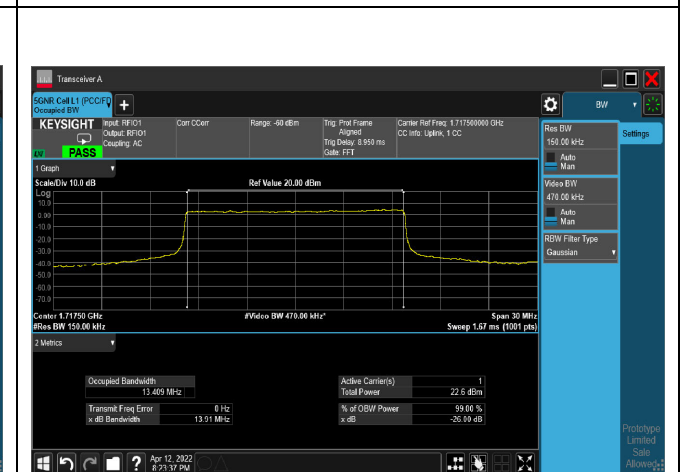 Transceiver A
5GNR Cell L1 (PCC/FD
Occupied BW
+
KEYSIGHT
PASS
Input: RFIO1
Output: RFIO1
Coupling: AC
Corr CCorr
Range: -60 dBm
Trig: Prot Frame
Aligned
Trig Delay: 8.950 ms
Gate: FFT
Carrier Ref Freq: 1.717500000 GHz
CC Info: Uplink, 1 CC
BW
Settings
Res BW
150.00 kHz
Auto
Man
Video BW
470.00 kHz
Auto
Man
RBW Filter Type
Gaussian
1 Graph
Scale/Div 10.0 dB
Ref Value 20.00 dBm
Log
10.0
0.00
-10.0
-20.0
-30.0
-40.0
-50.0
-60.0
-70.0
Center 1.71750 GHz
#Video BW 470.00 kHz*
Span 30 MHz
#Res BW 150.00 kHz
Sweep 1.67 ms (1001 pts)
2 Metrics
Occupied Bandwidth
13.409 MHz
Transmit Freq Error 0 Hz
x dB Bandwidth 13.91 MHz
Active Carrier(s) 1
Total Power 22.6 dBm
% of OBW Power 99.00 %
x dB -26.00 dB
Prototype
Limited
Sale
Allowed
?
Apr 12, 2022
8:23:37 PM